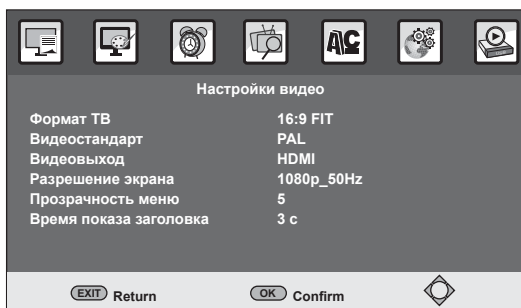 AC
Настройки видео
Формат ТВ 16:9 FIT
Видеостандарт PAL
Видеовыход HDMI
Разрешение экрана 1080p_50Hz
Прозрачность меню 5
Время показа заголовка 3 с
EXIT Return OK Confirm